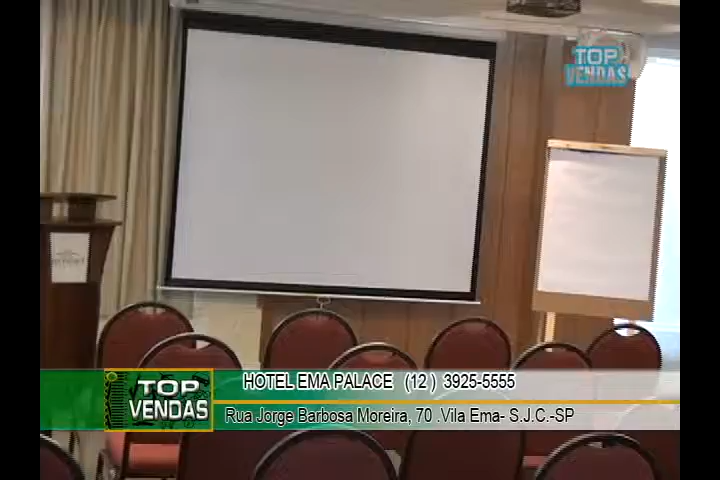 TOP
VENDAS
TOP
VENDAS
HOTEL EMA PALACE (12 ) 3925-5555
Rua Jorge Barbosa Moreira, 70 .Vila Ema- S.J.C.-SP